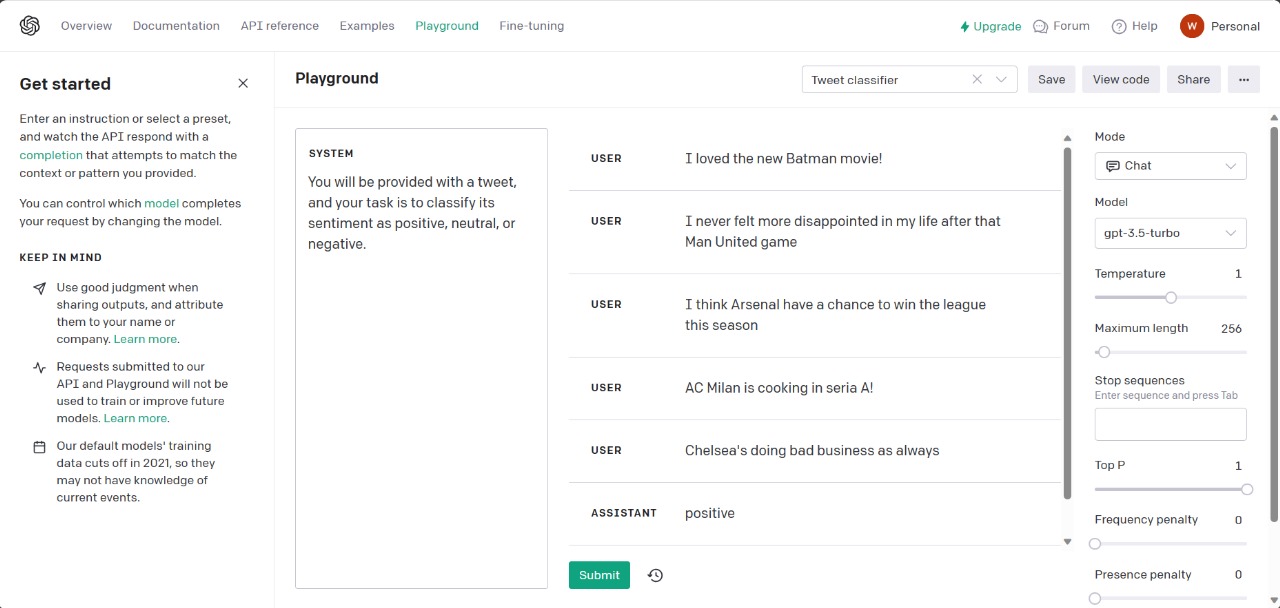 Overview Documentation API reference Examples Playground Fine-tuning Upgrade Forum Help W Personal
Get started
Enter an instruction or select a preset,
and watch the API respond with a
completion that attempts to match the
context or pattern you provided.
You can control which model completes
your request by changing the model.
KEEP IN MIND
Use good judgment when
sharing outputs, and attribute
them to your name or
company. Learn more.
Requests submitted to our
API and Playground will not be
used to train or improve future
models. Learn more.
Our default models' training
data cuts off in 2021, so they
may not have knowledge of
current events.
Playground
Tweet classifier
Save View code Share ...
SYSTEM
You will be provided with a tweet,
and your task is to classify its
sentiment as positive, neutral, or
negative.
USER I loved the new Batman movie!
USER I never felt more disappointed in my life after that
Man United game
USER I think Arsenal have a chance to win the league
this season
USER AC Milan is cooking in seria A!
USER Chelsea's doing bad business as always
ASSISTANT positive
Submit
Mode
Chat
Model
gpt-3.5-turbo
Temperature 1
Maximum length 256
Stop sequences
Enter sequence and press Tab
Top P 1
Frequency penalty 0
Presence penalty 0